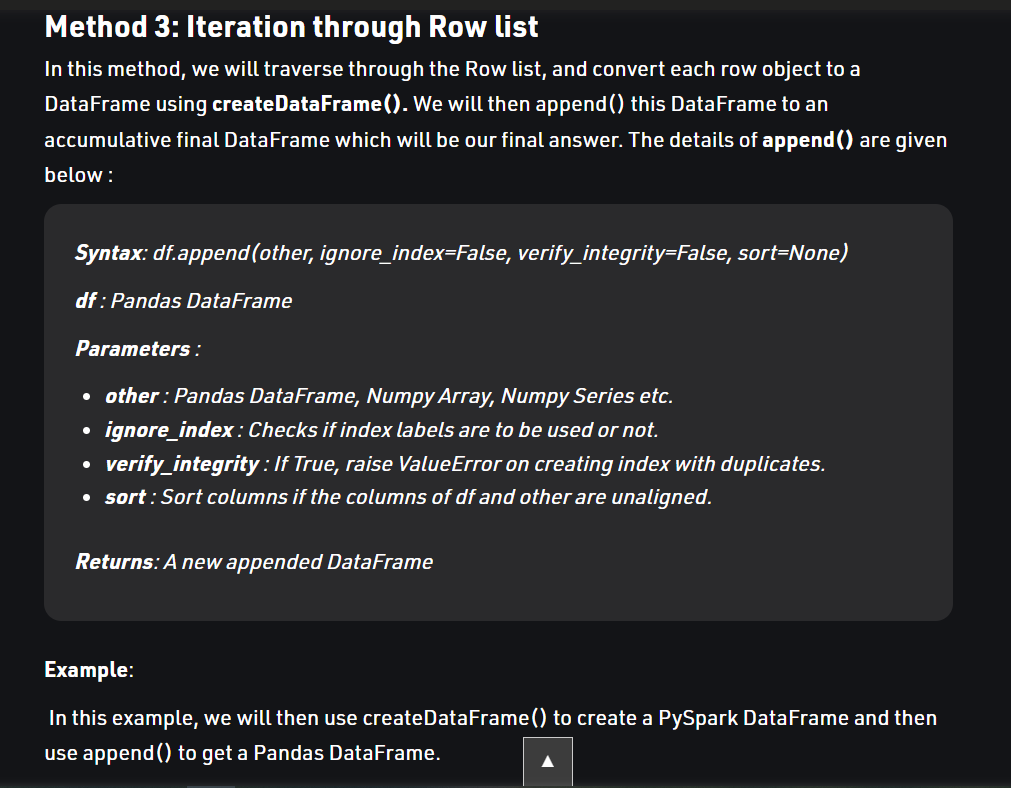 Method 3: Iteration through Row list
In this method, we will traverse through the Row list, and convert each row object to a
DataFrame using createDataFrame(). We will then append() this DataFrame to an
accumulative final DataFrame which will be our final answer. The details of append() are given
below :
Syntax: df.append(other, ignore_index=False, verify_integrity=False, sort=None)
df : Pandas DataFrame
Parameters :
• other : Pandas DataFrame, Numpy Array, Numpy Series etc.
• ignore_index : Checks if index labels are to be used or not.
• verify_integrity : If True, raise ValueError on creating index with duplicates.
• sort : Sort columns if the columns of df and other are unaligned.
Returns: A new appended DataFrame
Example:
In this example, we will then use createDataFrame() to create a PySpark DataFrame and then
use append() to get a Pandas DataFrame.